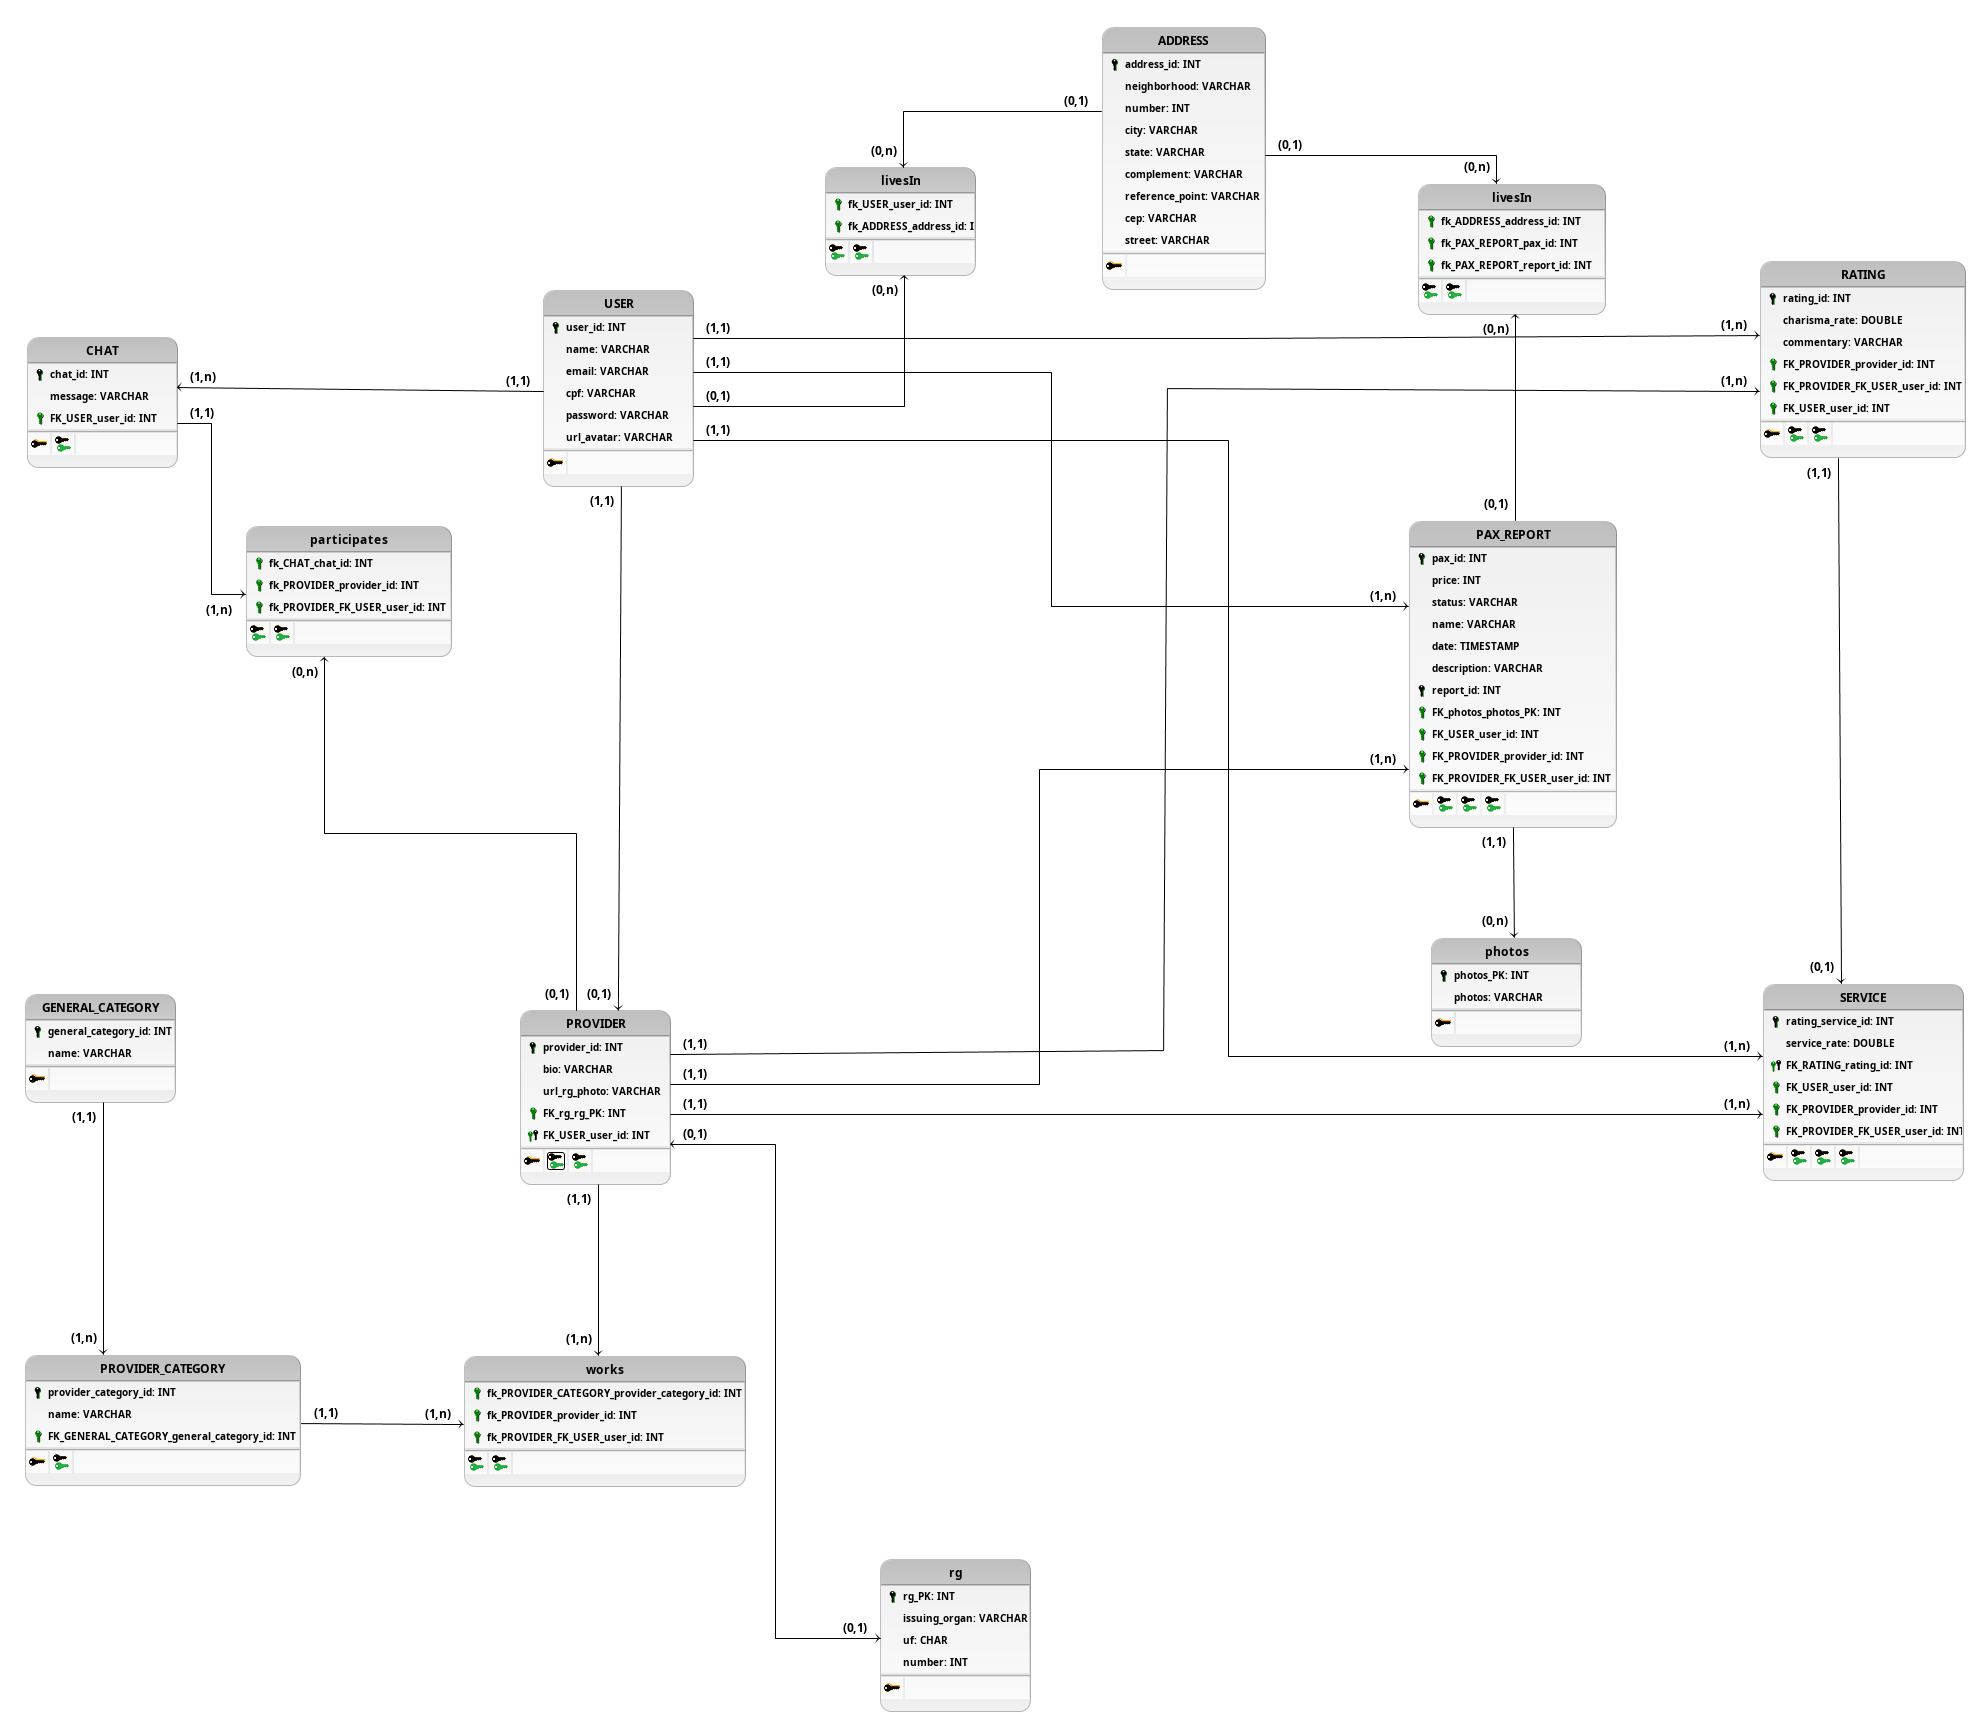 ADDRESS
address_id: INT
neighborhood: VARCHAR
number: INT
city: VARCHAR
state: VARCHAR
complement: VARCHAR
reference_point: VARCHAR
cep: VARCHAR
street: VARCHAR
(0,1)
(0,n)
(0,1)
(0,n)
livesIn
fk_USER_user_id: INT
fk_ADDRESS_address_id: I
(0,n)
livesIn
fk_ADDRESS_address_id: INT
fk_PAX_REPORT_pax_id: INT
fk_PAX_REPORT_report_id: INT
(0,n)
RATING
rating_id: INT
charisma_rate: DOUBLE
commentary: VARCHAR
FK_PROVIDER_provider_id: INT
FK_PROVIDER_FK_USER_user_id: INT
FK_USER_user_id: INT
(1,n)
(1,n)
(1,1)
USER
user_id: INT
name: VARCHAR
email: VARCHAR
cpf: VARCHAR
password: VARCHAR
url_avatar: VARCHAR
(1,1)
(1,1)
(0,1)
(1,1)
(1,1)
(1,1)
CHAT
chat_id: INT
message: VARCHAR
FK_USER_user_id: INT
(1,n)
(1,1)
participates
fk_CHAT_chat_id: INT
fk_PROVIDER_provider_id: INT
fk_PROVIDER_FK_USER_user_id: INT
(1,n)
(0,n)
(0,1)
PAX_REPORT
pax_id: INT
price: INT
status: VARCHAR
name: VARCHAR
date: TIMESTAMP
description: VARCHAR
report_id: INT
FK_photos_photos_PK: INT
FK_USER_user_id: INT
FK_PROVIDER_provider_id: INT
FK_PROVIDER_FK_USER_user_id: INT
(1,n)
(1,n)
(1,1)
(0,n)
photos
photos_PK: INT
photos: VARCHAR
(0,1)
SERVICE
rating_service_id: INT
service_rate: DOUBLE
FK_RATING_rating_id: INT
FK_USER_user_id: INT
FK_PROVIDER_provider_id: INT
FK_PROVIDER_FK_USER_user_id: INT
(1,n)
(1,n)
(0,1)
(0,1)
PROVIDER
provider_id: INT
bio: VARCHAR
url_rg_photo: VARCHAR
FK_rg_rg_PK: INT
FK_USER_user_id: INT
(1,1)
(1,1)
(1,1)
(0,1)
(1,1)
GENERAL_CATEGORY
general_category_id: INT
name: VARCHAR
(1,1)
(1,n)
PROVIDER_CATEGORY
provider_category_id: INT
name: VARCHAR
FK_GENERAL_CATEGORY_general_category_id: INT
(1,1)
(1,n)
(1,n)
works
fk_PROVIDER_CATEGORY_provider_category_id: INT
fk_PROVIDER_provider_id: INT
fk_PROVIDER_FK_USER_user_id: INT
(0,1)
rg
rg_PK: INT
issuing_organ: VARCHAR
uf: CHAR
number: INT